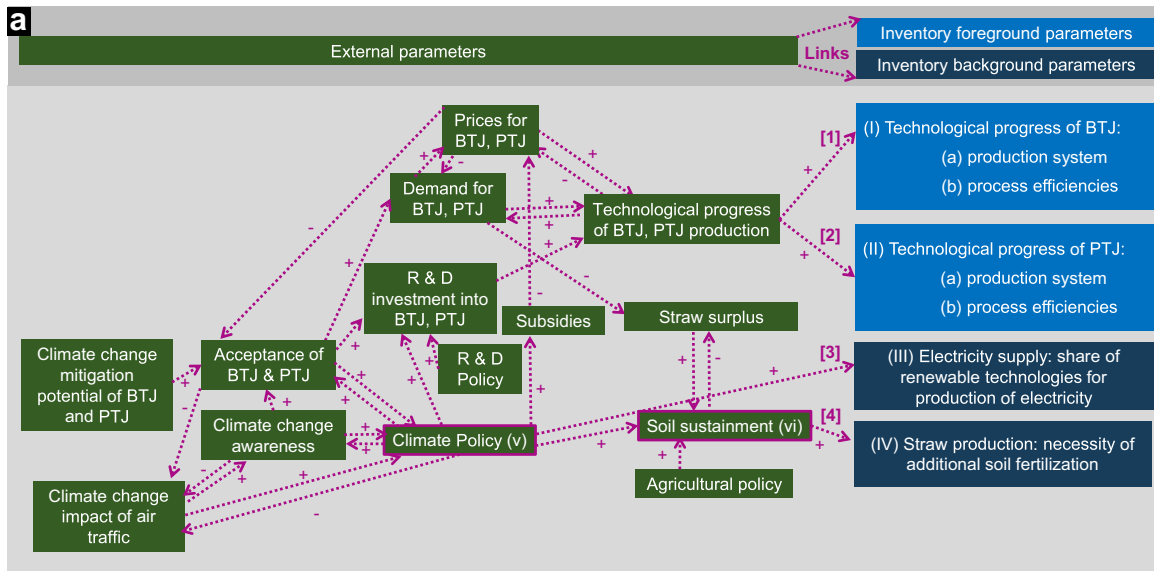 a
External parameters
Links
Inventory foreground parameters
Inventory background parameters
Prices for
BTJ, PTJ
Demand for
BTJ, PTJ
Technological progress
of BTJ, PTJ production
R & D
investment into
BTJ, PTJ
Subsidies
Straw surplus
R & D
Policy
Climate change
mitigation
potential of BTJ
and PTJ
Acceptance of
BTJ & PTJ
Climate change
awareness
Climate Policy (v)
Soil sustainment (vi)
Agricultural policy
Climate change
impact of air
traffic
[1]
(I) Technological progress of BTJ:
(a) production system
(b) process efficiencies
[2]
(II) Technological progress of PTJ:
(a) production system
(b) process efficiencies
[3]
(III) Electricity supply: share of
renewable technologies for
production of electricity
[4]
(IV) Straw production: necessity of
additional soil fertilization
+
-
+
-
+
+
+
-
-
+
-
+
+
+
+
+
-
+
+
-
+
+
+
+
+
-
+
+
+
-
+
+
+
+
+
-